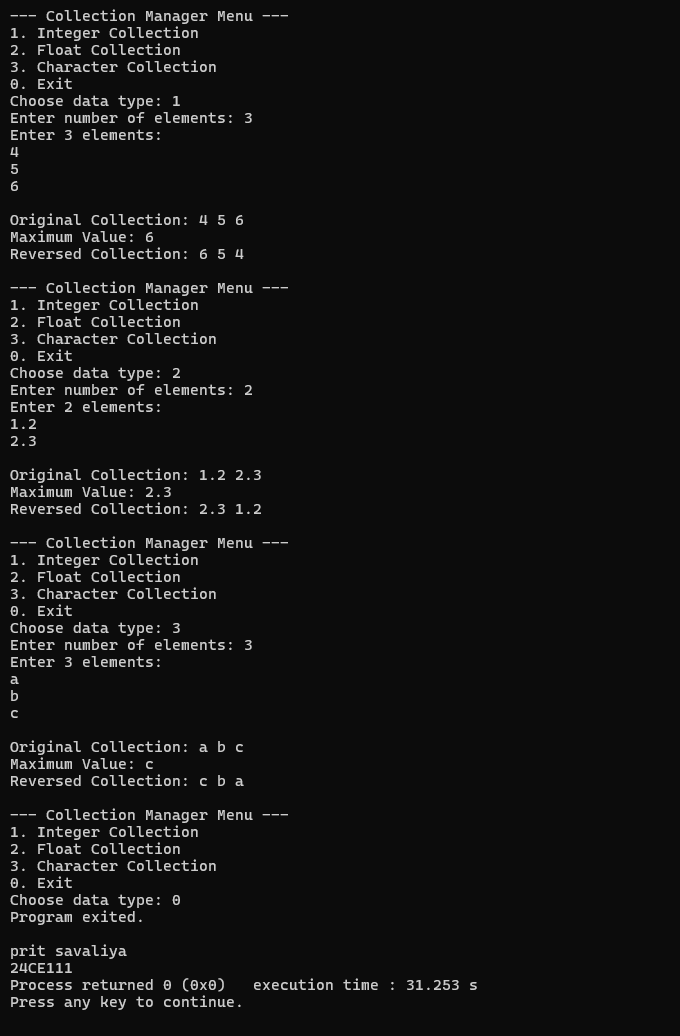 --- Collection Manager Menu ---
1. Integer Collection
2. Float Collection
3. Character Collection
0. Exit
Choose data type: 1
Enter number of elements: 3
Enter 3 elements:
4
5
6
Original Collection: 4 5 6
Maximum Value: 6
Reversed Collection: 6 5 4
--- Collection Manager Menu ---
1. Integer Collection
2. Float Collection
3. Character Collection
0. Exit
Choose data type: 2
Enter number of elements: 2
Enter 2 elements:
1.2
2.3
Original Collection: 1.2 2.3
Maximum Value: 2.3
Reversed Collection: 2.3 1.2
--- Collection Manager Menu ---
1. Integer Collection
2. Float Collection
3. Character Collection
0. Exit
Choose data type: 3
Enter number of elements: 3
Enter 3 elements:
a
b
c
Original Collection: a b c
Maximum Value: c
Reversed Collection: c b a
--- Collection Manager Menu ---
1. Integer Collection
2. Float Collection
3. Character Collection
0. Exit
Choose data type: 0
Program exited.
prit savaliya
24CE111
Process returned 0 (0x0)   execution time : 31.253 s
Press any key to continue.